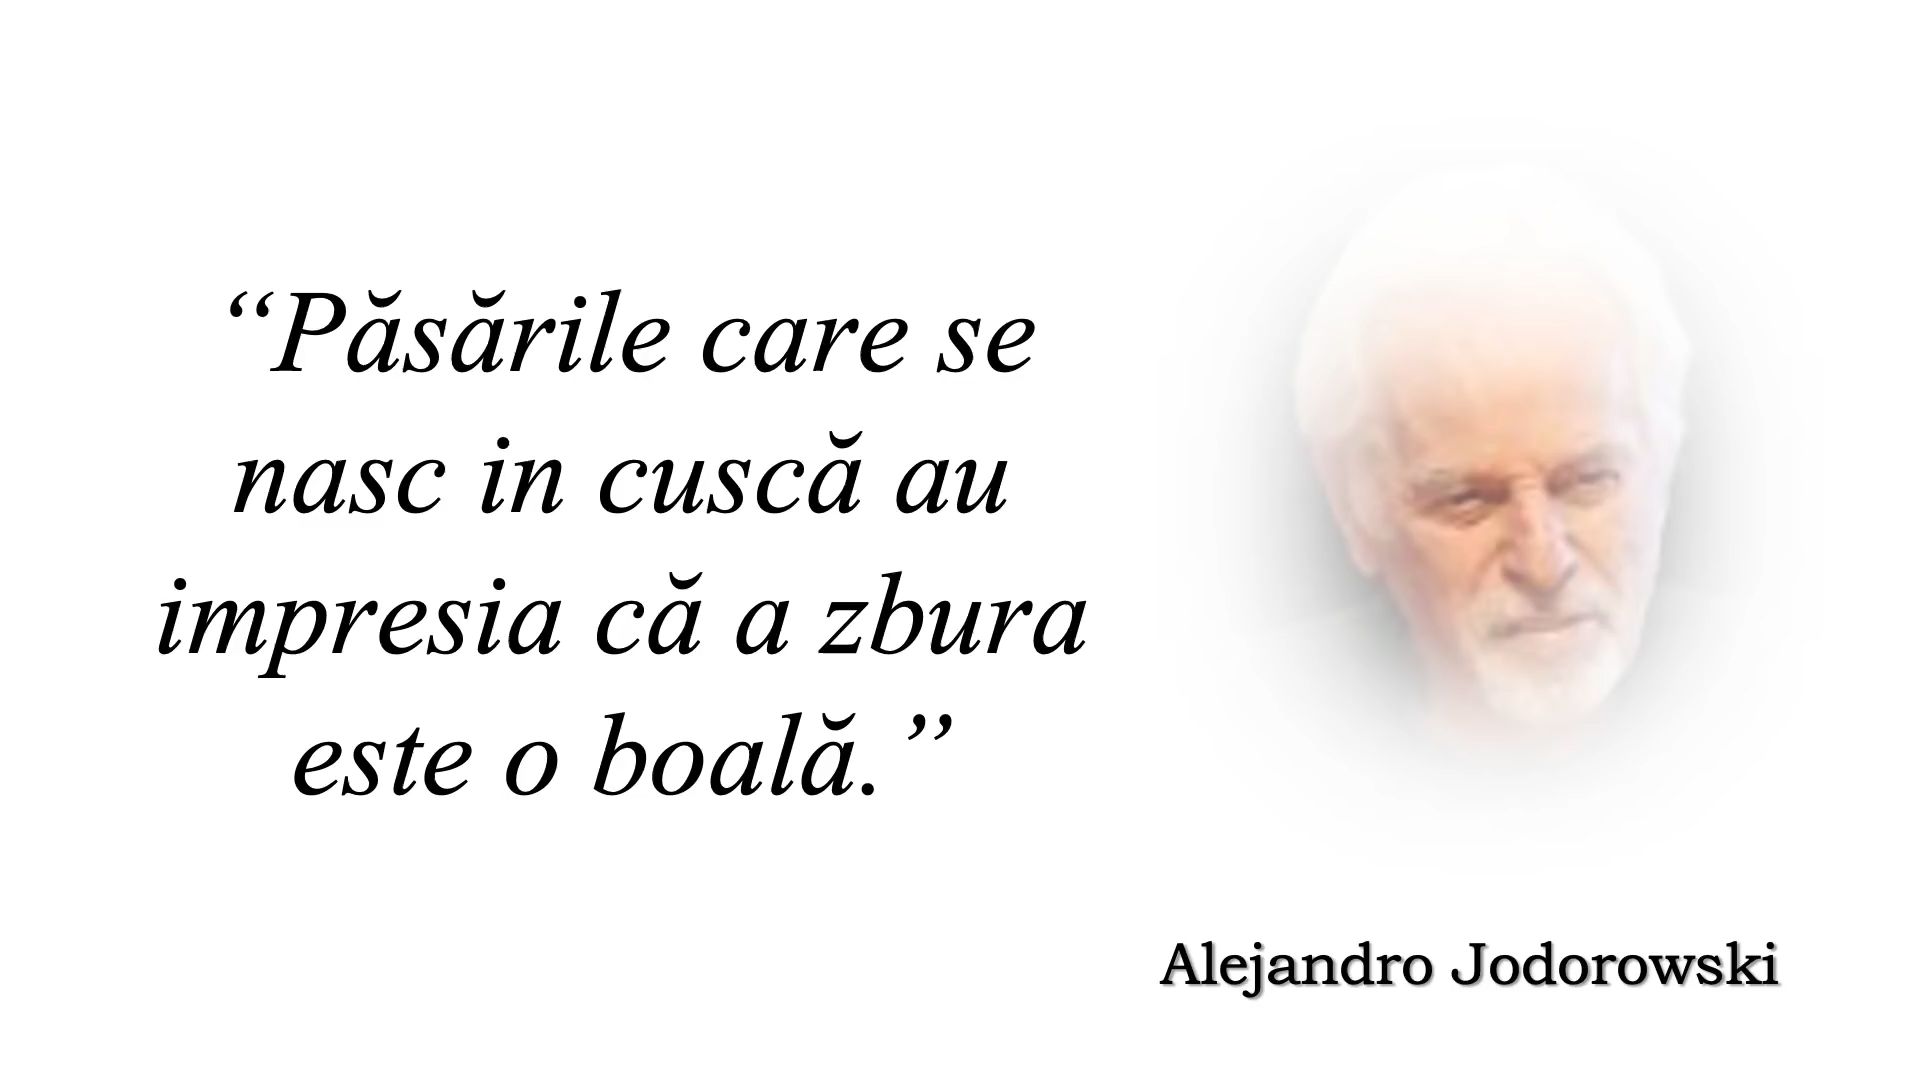 “Păsările care se
nasc in cuscă au
impresia că a zbura
este o boală.”
Alejandro Jodorowski